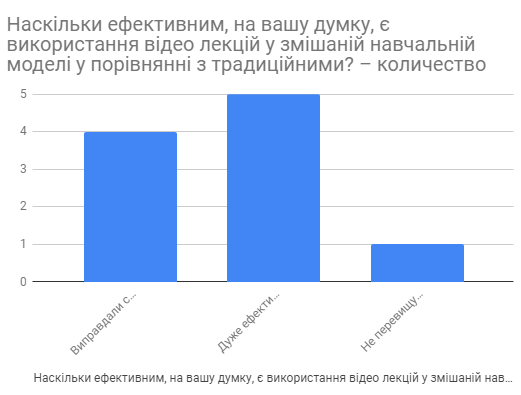 Наскільки ефективним, на вашу думку, є
використання відео лекцій у змішаній навчальній
моделі у порівнянні з традиційними? – количество
5
4
3
2
1
0
Виправдали с...
Дуже ефекти...
Не перевищу...
Наскільки ефективним, на вашу думку, є використання відео лекцій у змішаній нав...